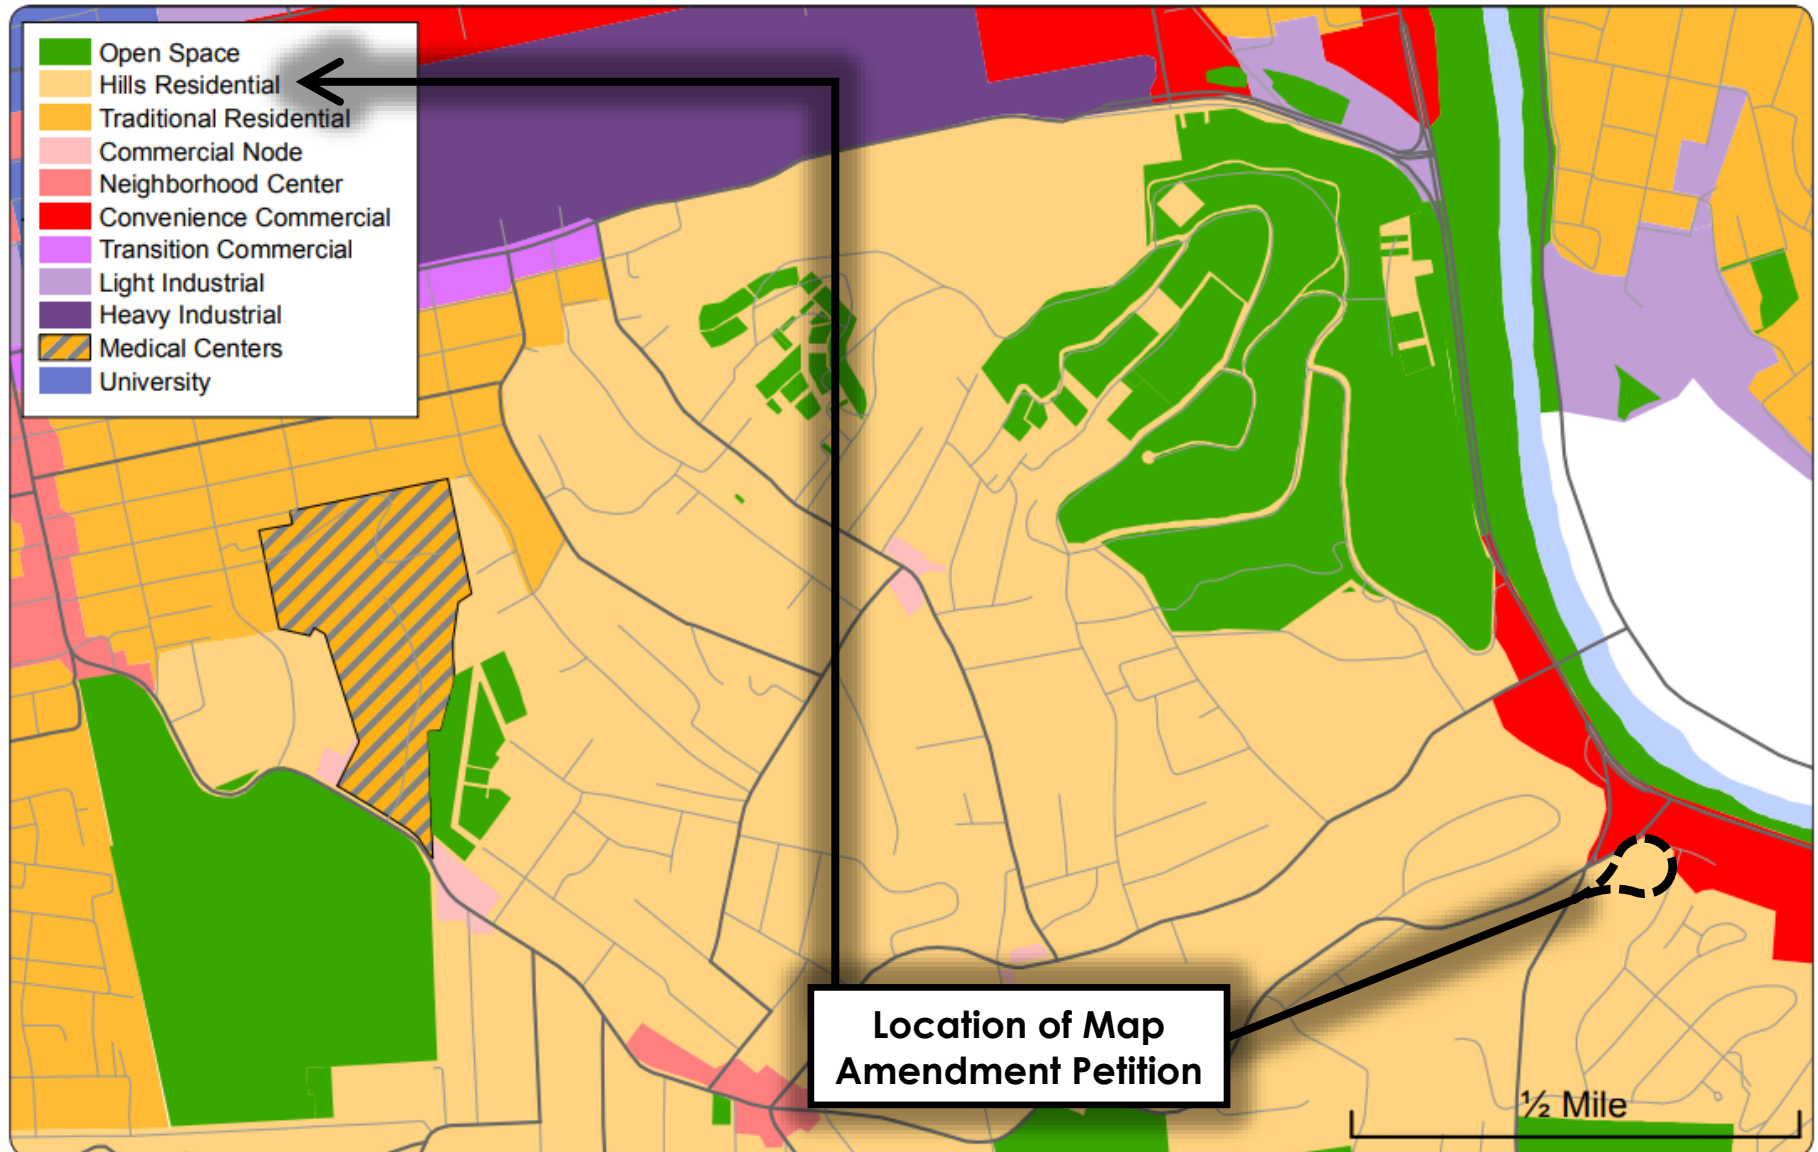 Open Space
Hills Residential
Traditional Residential
Commercial Node
Neighborhood Center
Convenience Commercial
Transition Commercial
Light Industrial
Heavy Industrial
Medical Centers
University
Location of Map
Amendment Petition
½ Mile